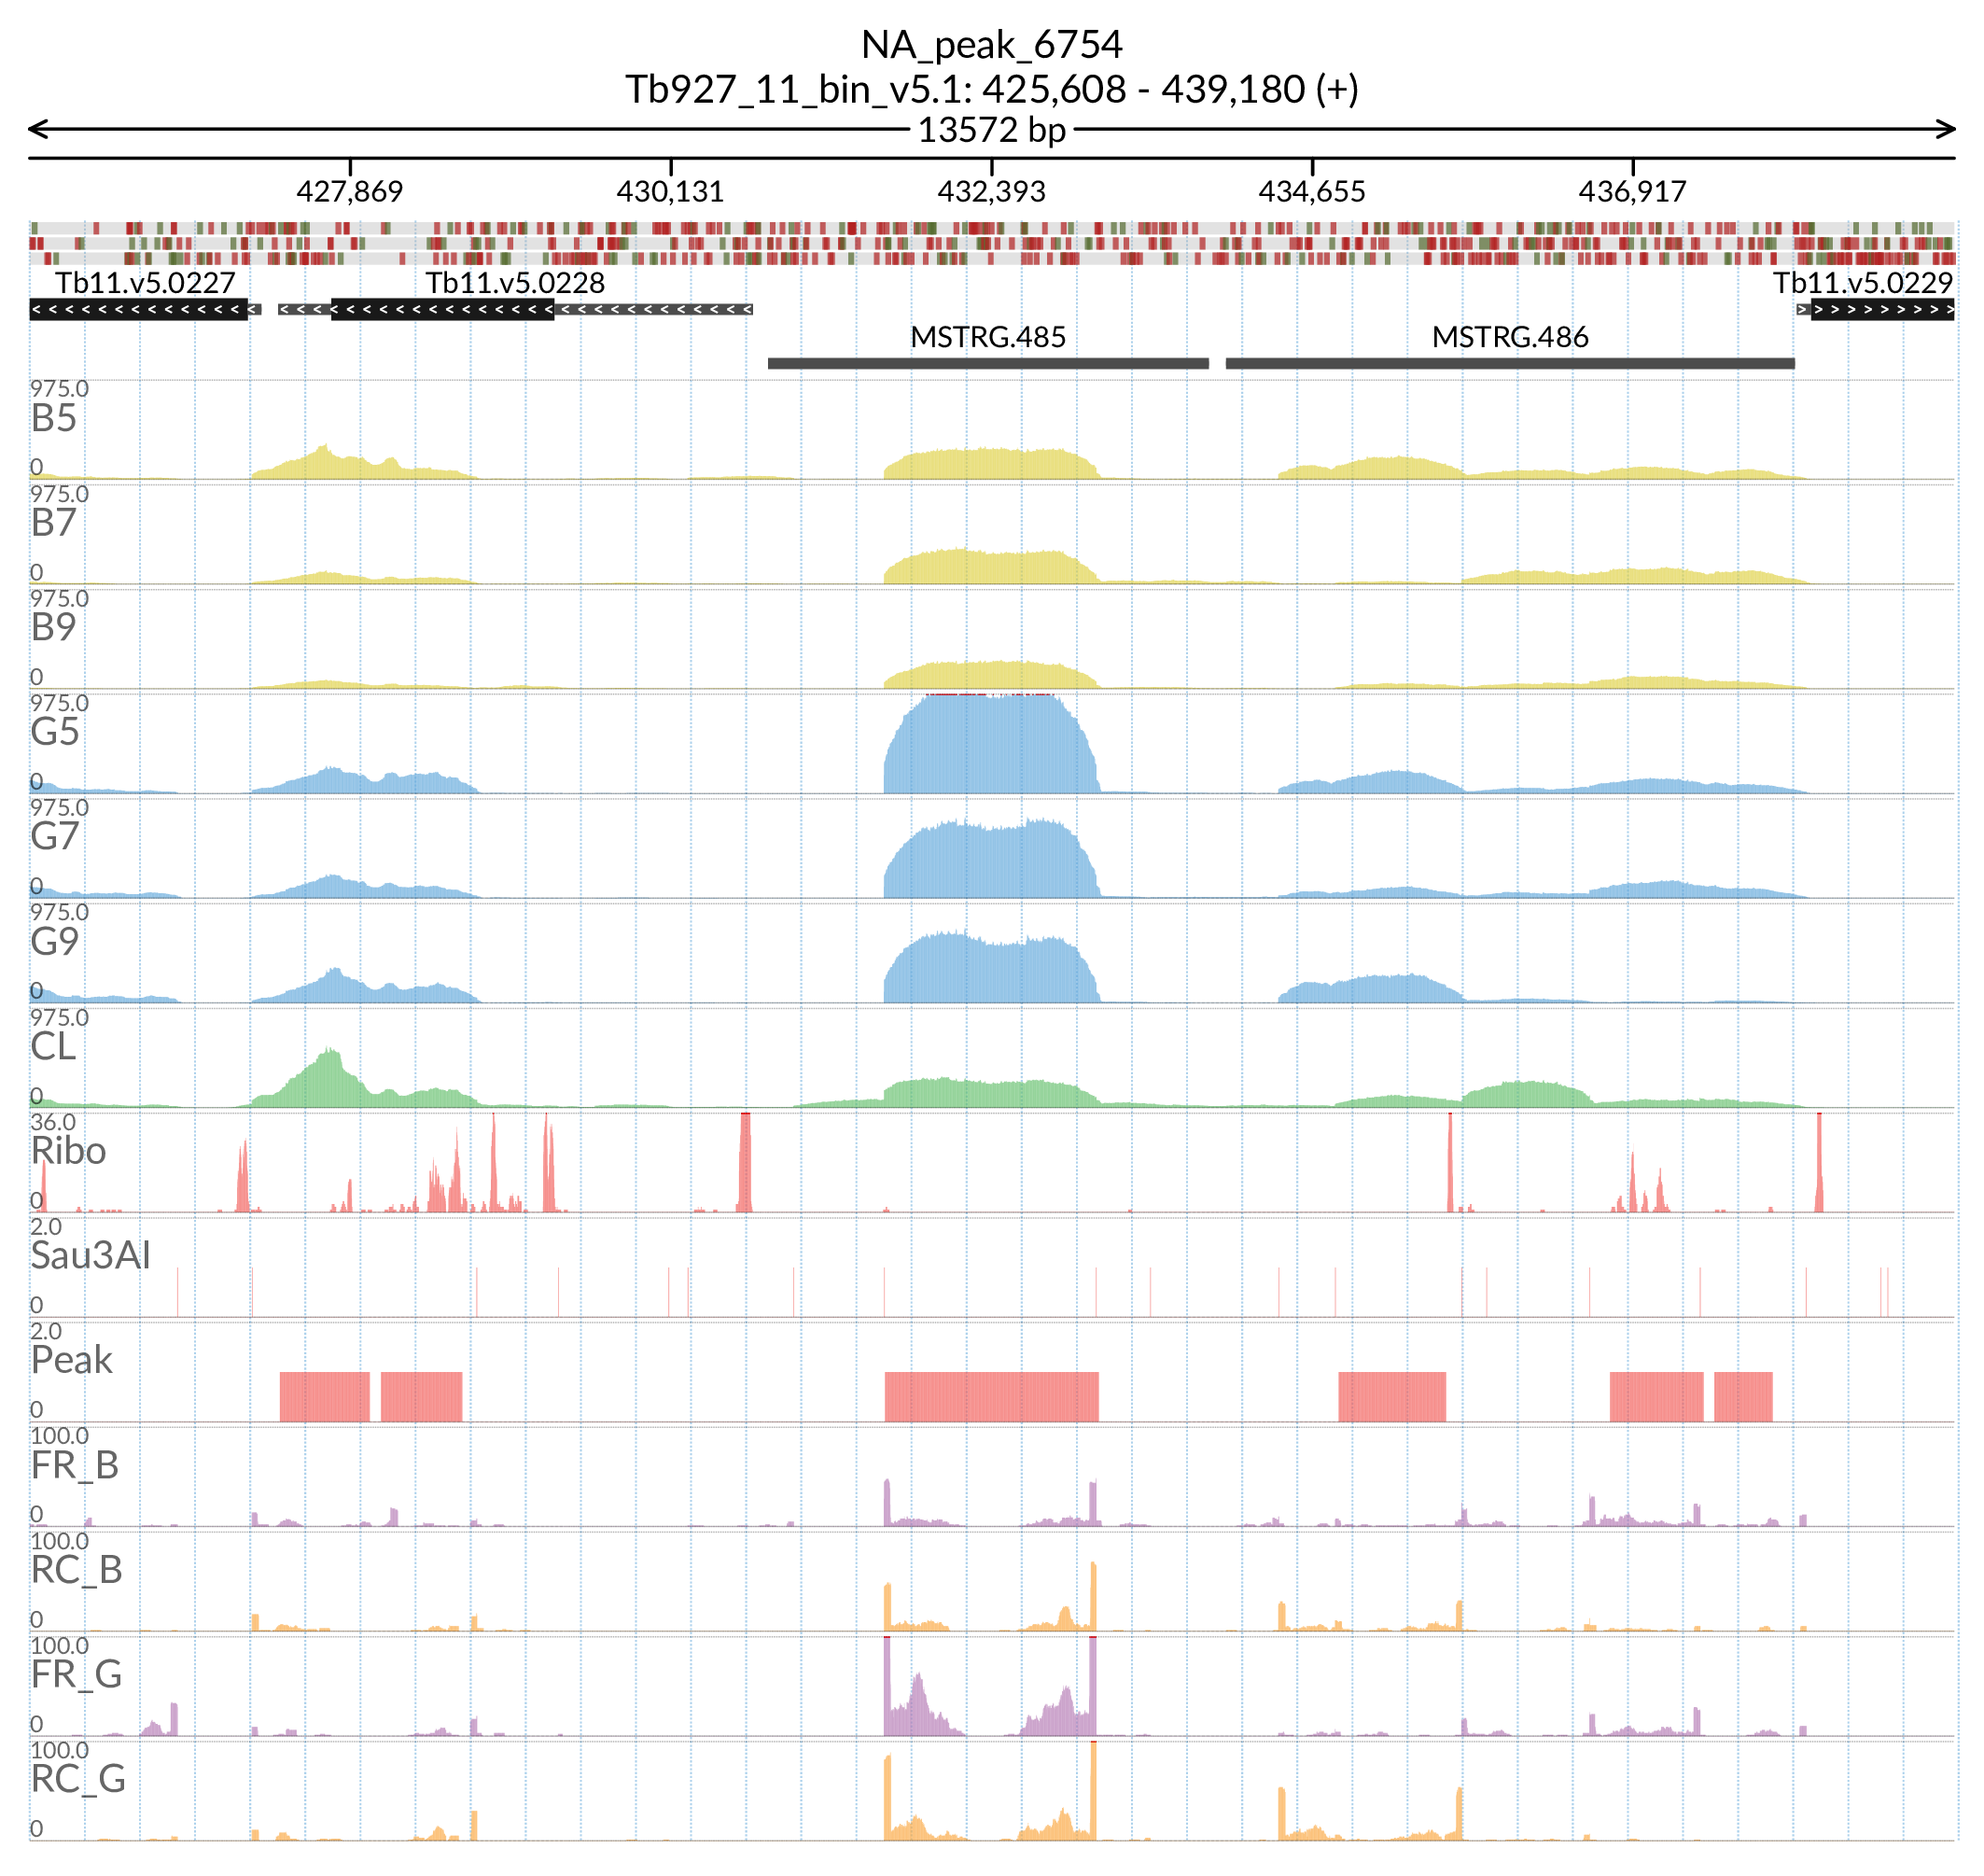 NA_peak_6754
Tb927_11_bin_v5.1: 425,608 - 439,180 (+)
13572 bp
427,869 430,131 432,393 434,655 436,917
Tb11.v5.0227 Tb11.v5.0228 Tb11.v5.0229
MSTRG.485 MSTRG.486
975.0
B5
0
975.0
B7
0
975.0
B9
0
975.0
G5
0
975.0
G7
0
975.0
G9
0
975.0
CL
0
36.0
Ribo
0
2.0
Sau3AI
0
2.0
Peak
0
100.0
FR_B
0
100.0
RC_B
0
100.0
FR_G
0
100.0
RC_G
0